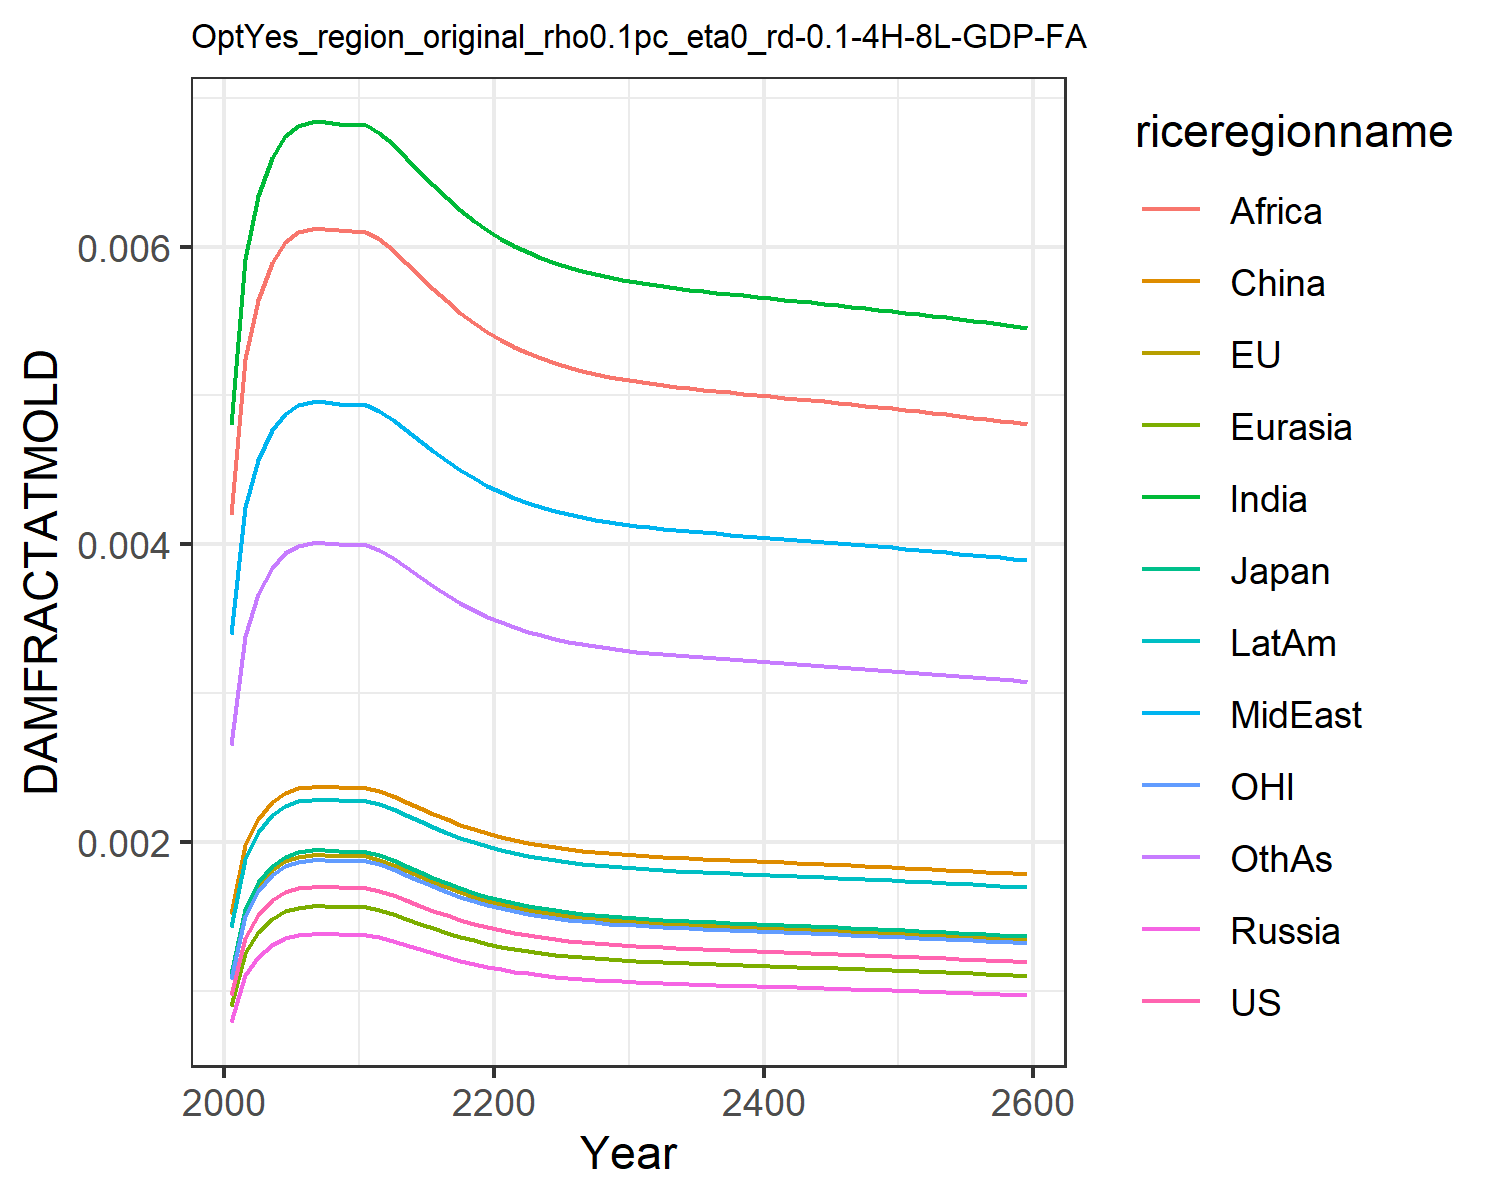 OptYes_region_original_rho0.1pc_eta0_rd-0.1-4H-8L-GDP-FA
DAMFRACTATMOLD
0.006
0.004
0.002
2000
2200
2400
2600
Year
riceregionname
Africa
China
EU
Eurasia
India
Japan
LatAm
MidEast
OHI
OthAs
Russia
US